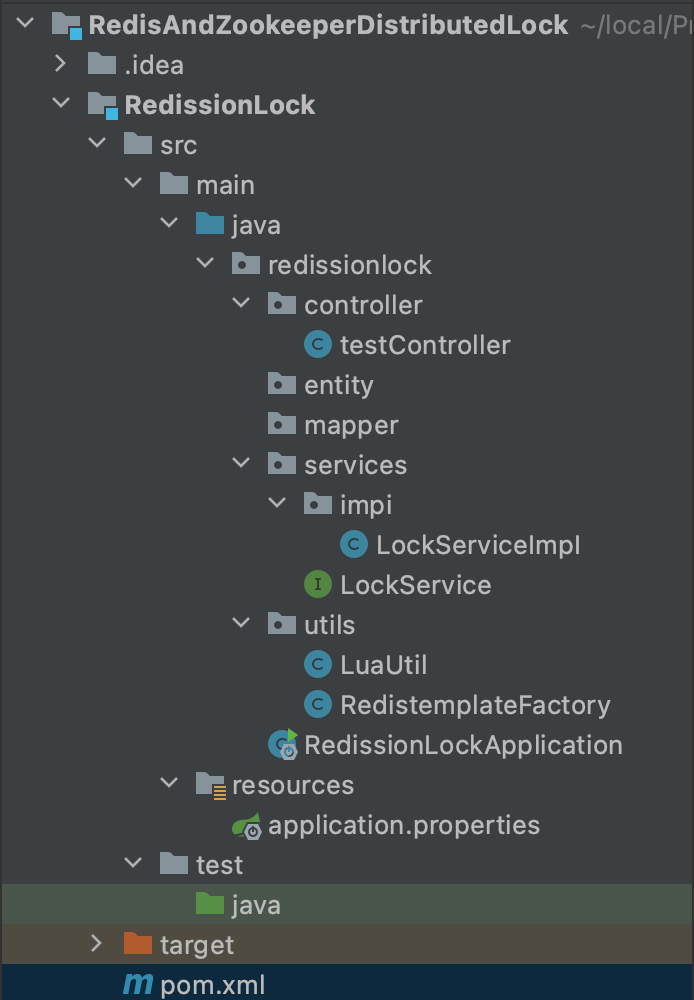 RedisAndZookeeperDistributedLock ~/local/Pr
.idea
RedissionLock
src
main
java
redissionlock
controller
testController
entity
mapper
services
impi
LockServiceImpl
LockService
utils
LuaUtil
RedistemplateFactory
RedissionLockApplication
resources
application.properties
test
java
target
pom.xml